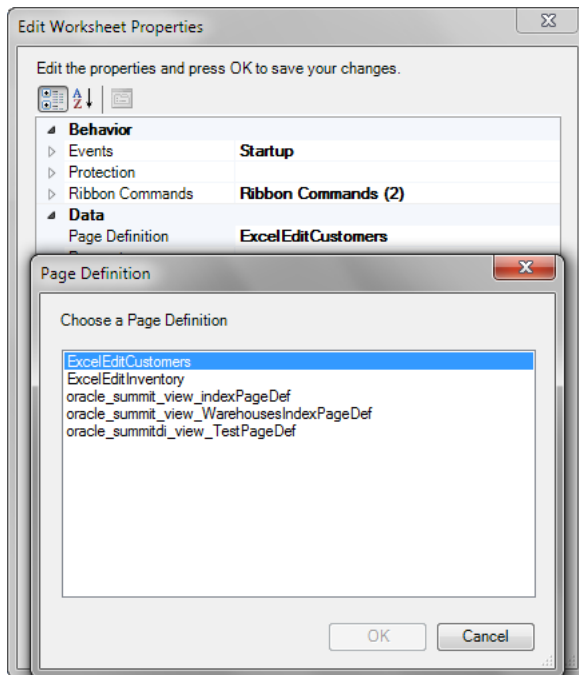 Edit Worksheet Properties
Edit the properties and press OK to save your changes.
Behavior
Events Startup
Protection
Ribbon Commands Ribbon Commands (2)
Data
Page Definition ExcelEditCustomers
Page Definition
Choose a Page Definition
ExcelEditCustomers
ExcelEditInventory
oracle_summit_view_indexPageDef
oracle_summit_view_WarehousesIndexPageDef
oracle_summitdi_view_TestPageDef
OK Cancel